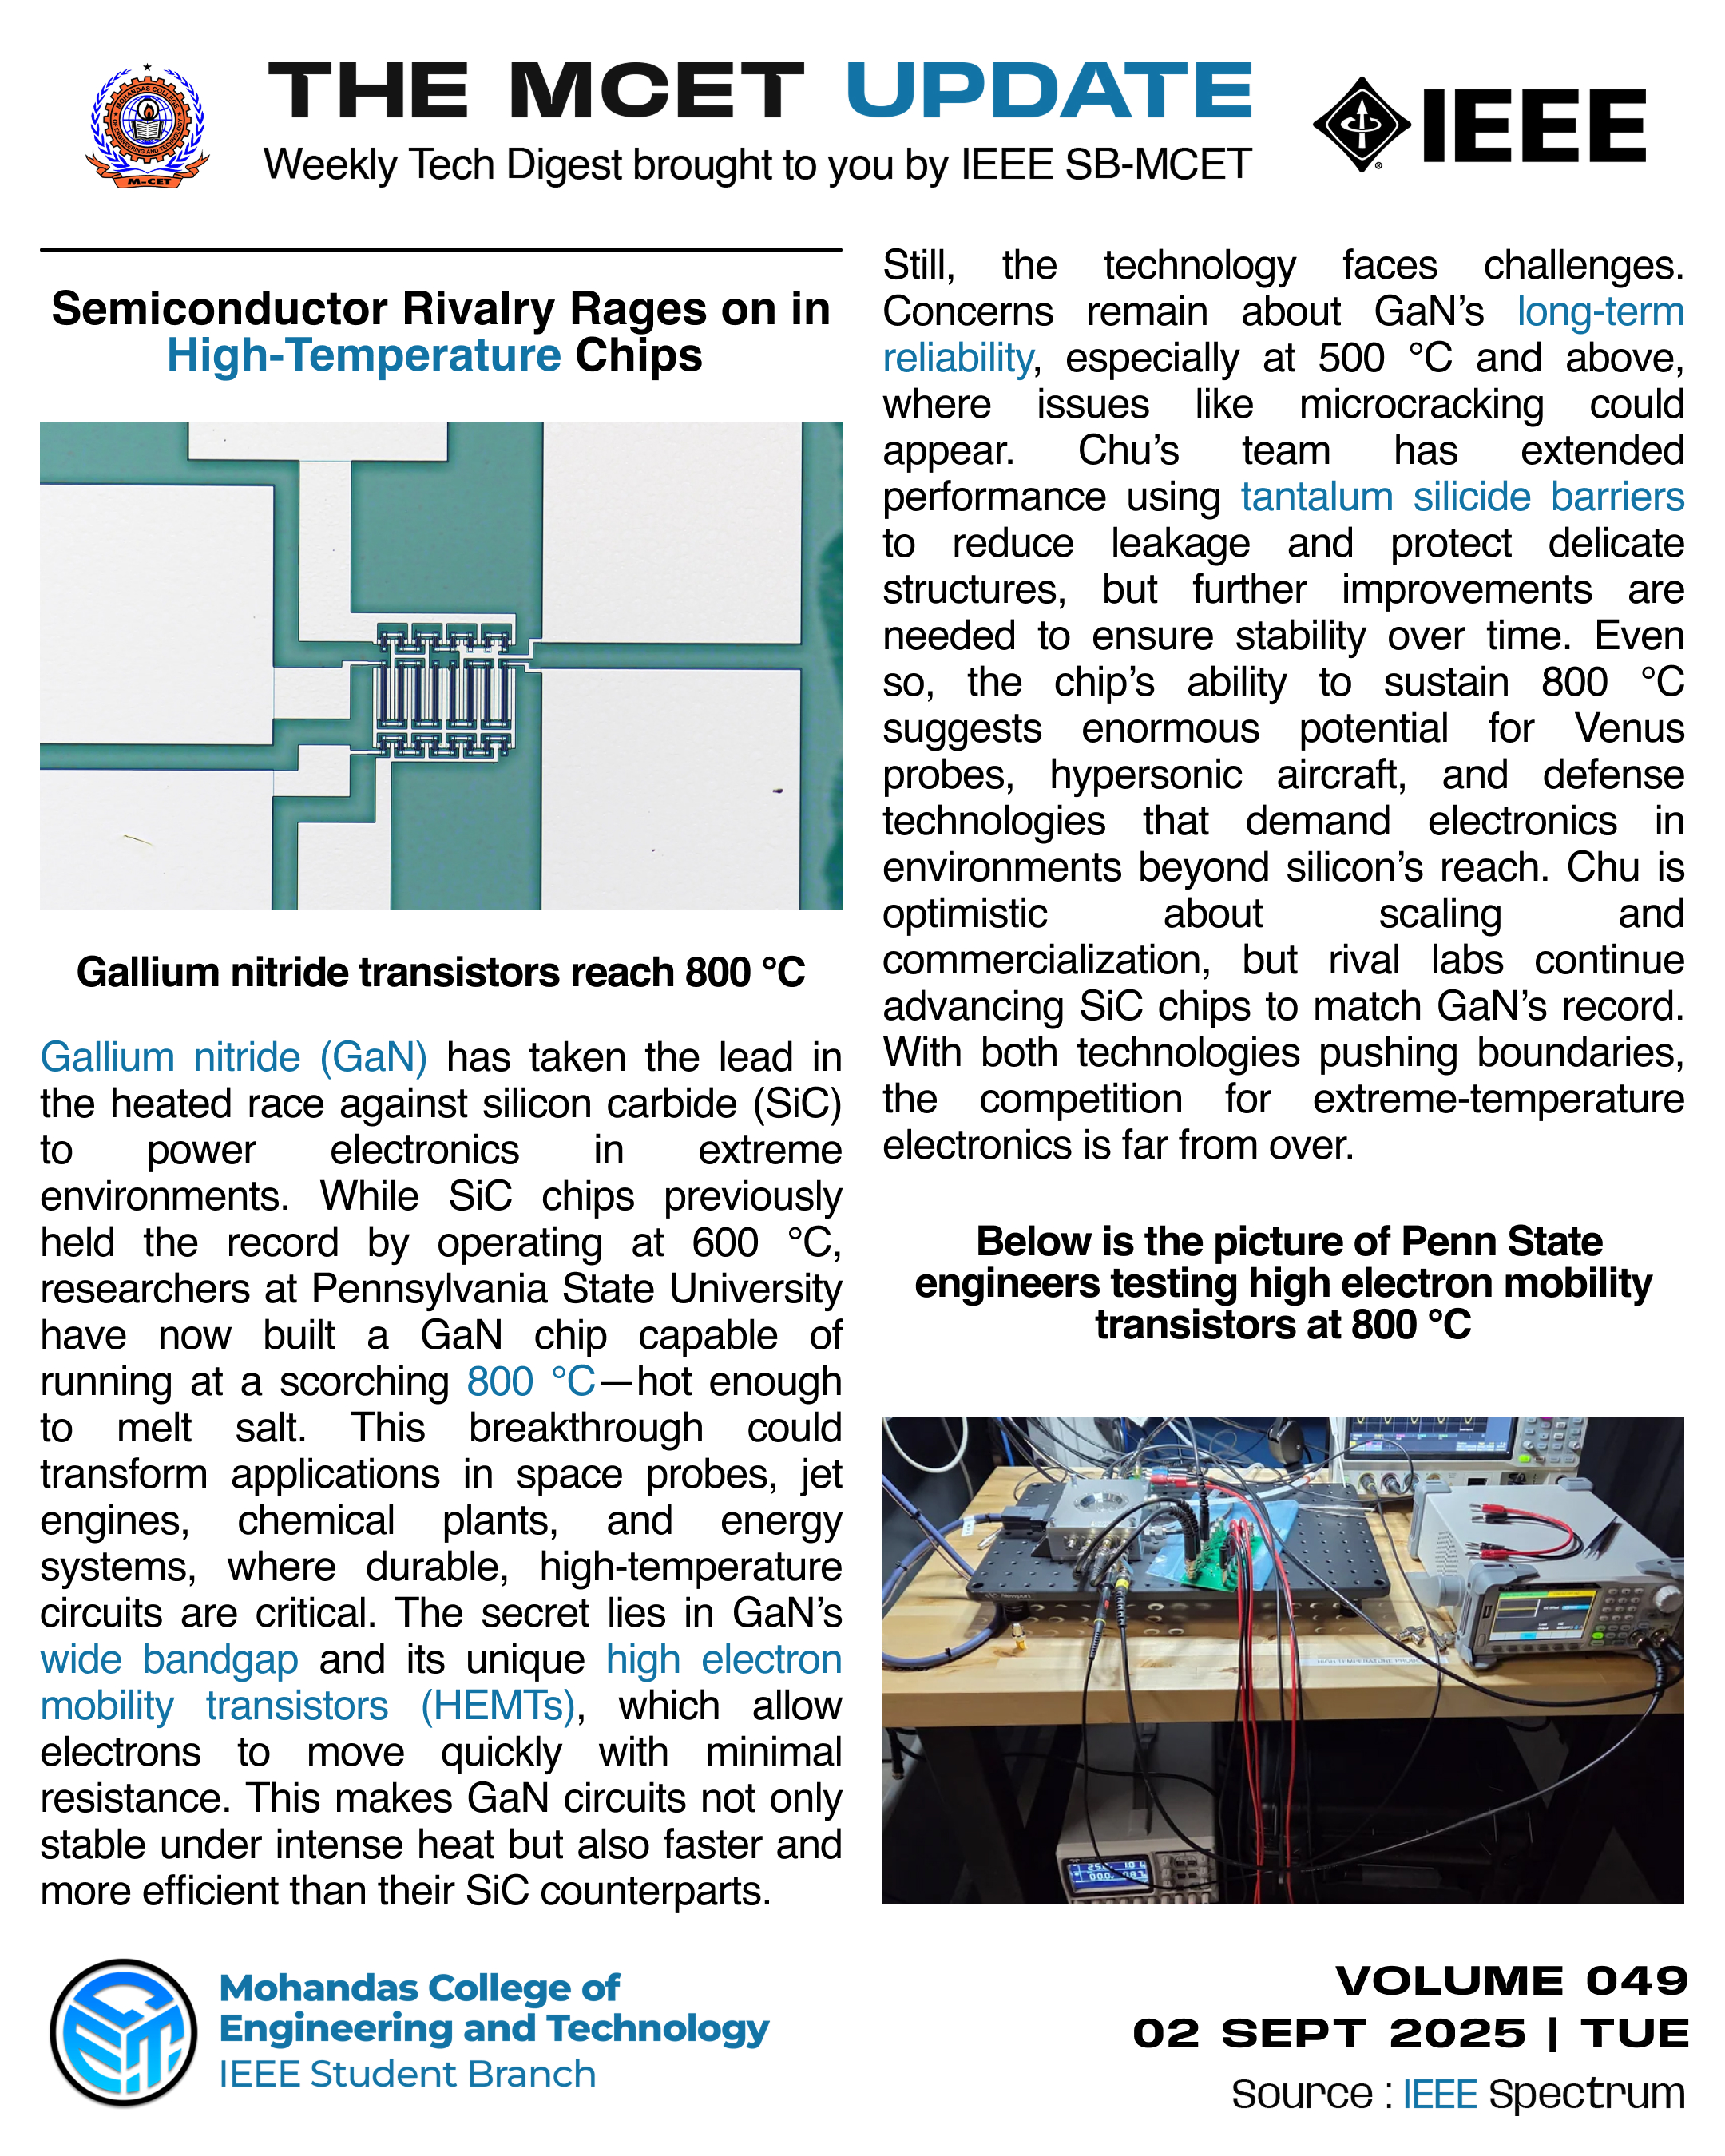 THE MCET UPDATE
Weekly Tech Digest brought to you by IEEE SB-MCET
MOHANDAS COLLEGE
OF ENGINEERING AND TECHNOLOGY
M-CET
IEEE
Semiconductor Rivalry Rages on in
High-Temperature Chips
Gallium nitride transistors reach 800 °C
Gallium nitride (GaN) has taken the lead in
the heated race against silicon carbide (SiC)
to power electronics in extreme
environments. While SiC chips previously
held the record by operating at 600 °C,
researchers at Pennsylvania State University
have now built a GaN chip capable of
running at a scorching 800 °C—hot enough
to melt salt. This breakthrough could
transform applications in space probes, jet
engines, chemical plants, and energy
systems, where durable, high-temperature
circuits are critical. The secret lies in GaN’s
wide bandgap and its unique high electron
mobility transistors (HEMTs), which allow
electrons to move quickly with minimal
resistance. This makes GaN circuits not only
stable under intense heat but also faster and
more efficient than their SiC counterparts.
Still, the technology faces challenges.
Concerns remain about GaN’s long-term
reliability, especially at 500 °C and above,
where issues like microcracking could
appear. Chu’s team has extended
performance using tantalum silicide barriers
to reduce leakage and protect delicate
structures, but further improvements are
needed to ensure stability over time. Even
so, the chip’s ability to sustain 800 °C
suggests enormous potential for Venus
probes, hypersonic aircraft, and defense
technologies that demand electronics in
environments beyond silicon’s reach. Chu is
optimistic about scaling and
commercialization, but rival labs continue
advancing SiC chips to match GaN’s record.
With both technologies pushing boundaries,
the competition for extreme-temperature
electronics is far from over.
Below is the picture of Penn State
engineers testing high electron mobility
transistors at 800 °C
Newport
HIGH TEMPERATURE
Mohandas College of
Engineering and Technology
IEEE Student Branch
VOLUME 049
02 SEPT 2025 | TUE
Source : IEEE Spectrum